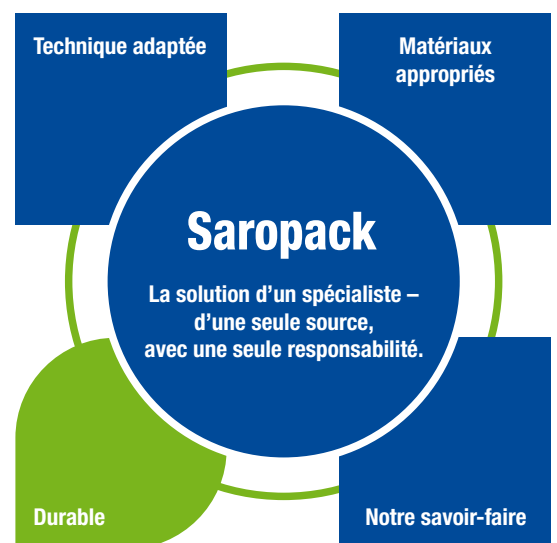 Technique adaptée
Matériaux
appropriés
Saropack
La solution d’un spécialiste –
d’une seule source,
avec une seule responsabilité.
Durable
Notre savoir-faire